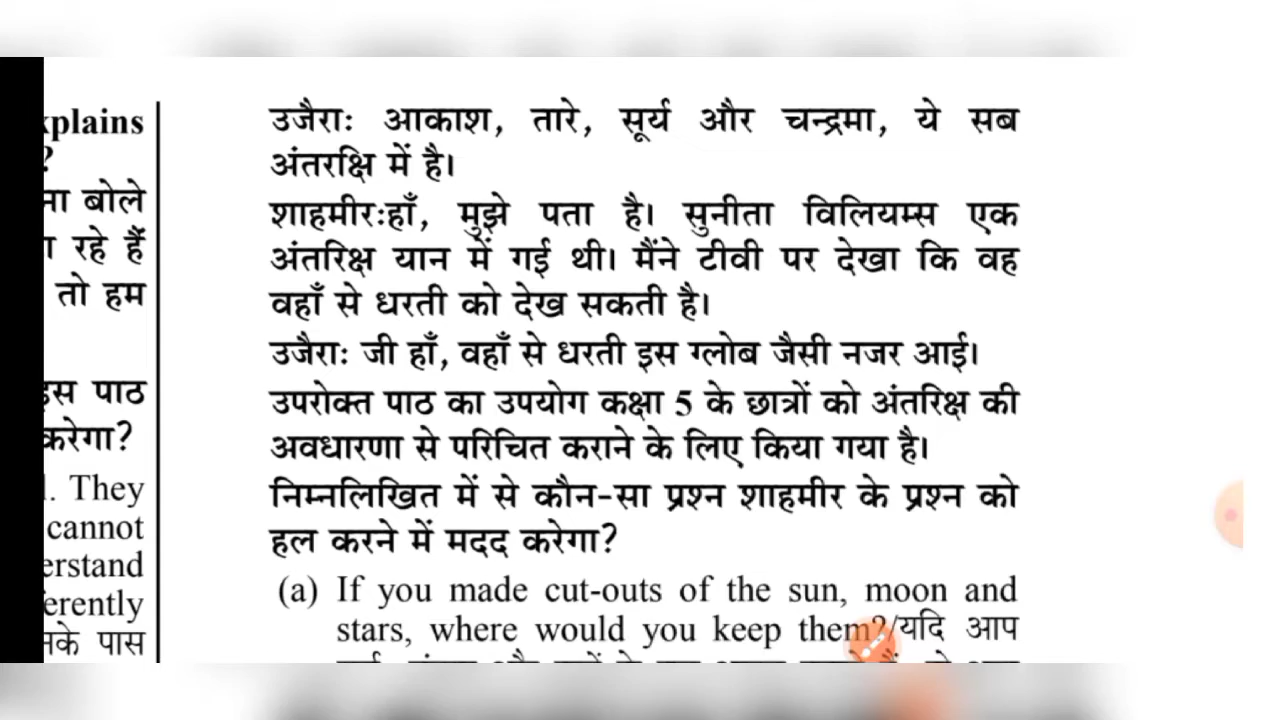 xplains
?
ना बोले
ा रहे हैं
तो हम
इस पाठ
करेगा?
l. They
cannot
erstand
ferently
नके पास
उजैराः आकाश, तारे, सूर्य और चन्द्रमा, ये सब
अंतरक्षि में है।
शाहमीरःहाँ, मुझे पता है। सुनीता विलियम्स एक
अंतरिक्ष यान में गई थी। मैंने टीवी पर देखा कि वह
वहाँ से धरती को देख सकती है।
उजैराः जी हाँ, वहाँ से धरती इस ग्लोब जैसी नजर आई।
उपरोक्त पाठ का उपयोग कक्षा 5 के छात्रों को अंतरिक्ष की
अवधारणा से परिचित कराने के लिए किया गया है।
निम्नलिखित में से कौन-सा प्रश्न शाहमीर के प्रश्न को
हल करने में मदद करेगा?
(a) If you made cut-outs of the sun, moon and
stars, where would you keep them?/यदि आप